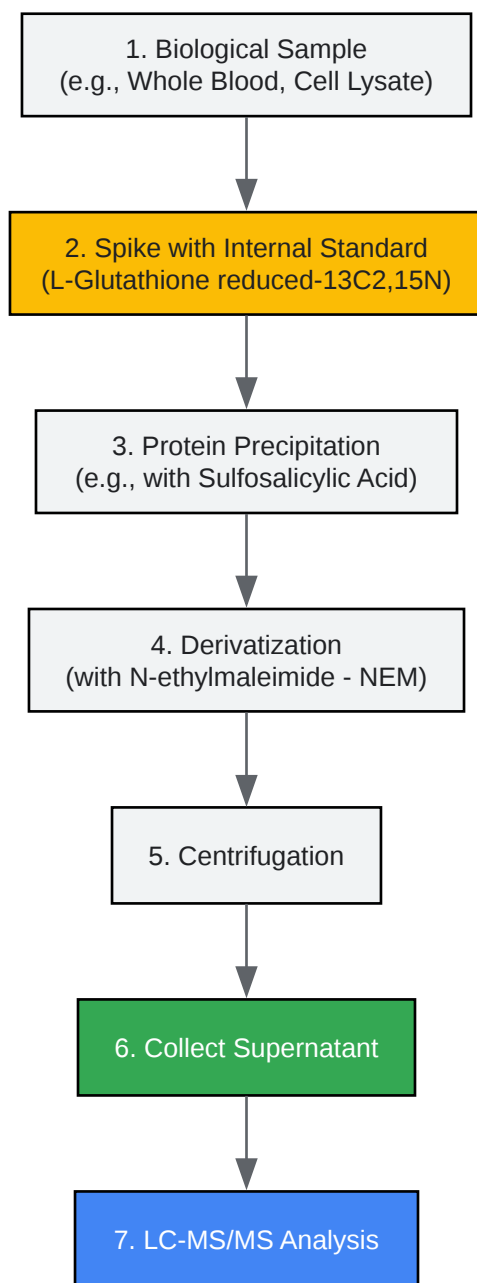 1. Biological Sample
(e.g., Whole Blood, Cell Lysate)
2. Spike with Internal Standard
(L-Glutathione reduced-13C2,15N)
3. Protein Precipitation
(e.g., with Sulfosalicylic Acid)
4. Derivatization
(with N-ethylmaleimide - NEM)
5. Centrifugation
6. Collect Supernatant
7. LC-MS/MS Analysis